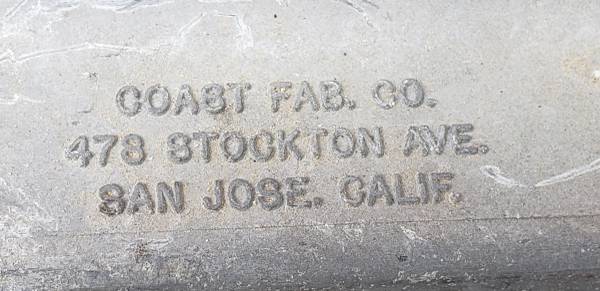 COAST FAB. CO.
478 STOCKTON AVE.
SAN JOSE. CALIF.